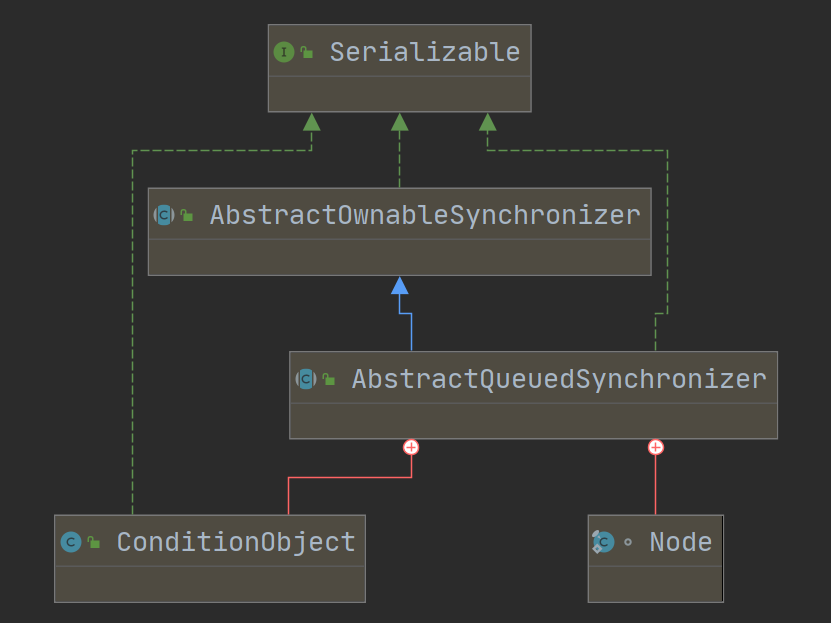 Serializable
AbstractOwnableSynchronizer
AbstractQueuedSynchronizer
ConditionObject
Node